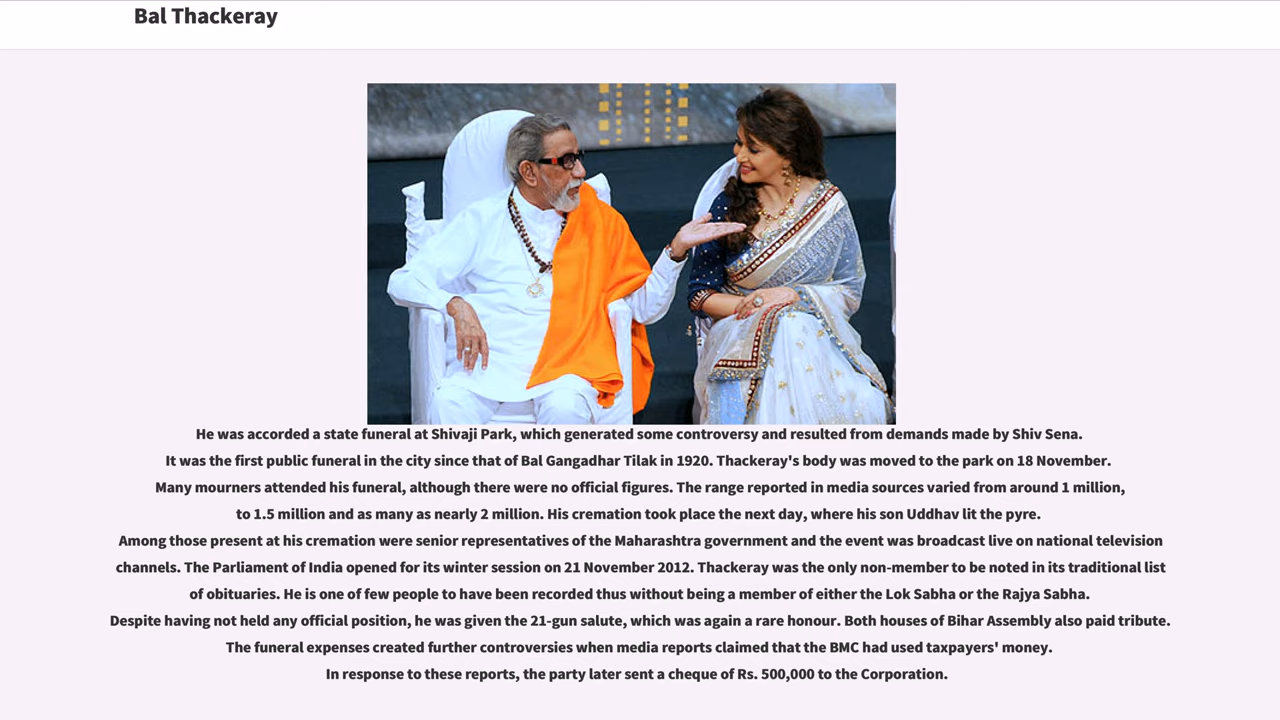 Bal Thackeray
He was accorded a state funeral at Shivaji Park, which generated some controversy and resulted from demands made by Shiv Sena.
It was the first public funeral in the city since that of Bal Gangadhar Tilak in 1920. Thackeray's body was moved to the park on 18 November.
Many mourners attended his funeral, although there were no official figures. The range reported in media sources varied from around 1 million,
to 1.5 million and as many as nearly 2 million. His cremation took place the next day, where his son Uddhav lit the pyre.
Among those present at his cremation were senior representatives of the Maharashtra government and the event was broadcast live on national television
channels. The Parliament of India opened for its winter session on 21 November 2012. Thackeray was the only non-member to be noted in its traditional list
of obituaries. He is one of few people to have been recorded thus without being a member of either the Lok Sabha or the Rajya Sabha.
Despite having not held any official position, he was given the 21-gun salute, which was again a rare honour. Both houses of Bihar Assembly also paid tribute.
The funeral expenses created further controversies when media reports claimed that the BMC had used taxpayers' money.
In response to these reports, the party later sent a cheque of Rs. 500,000 to the Corporation.